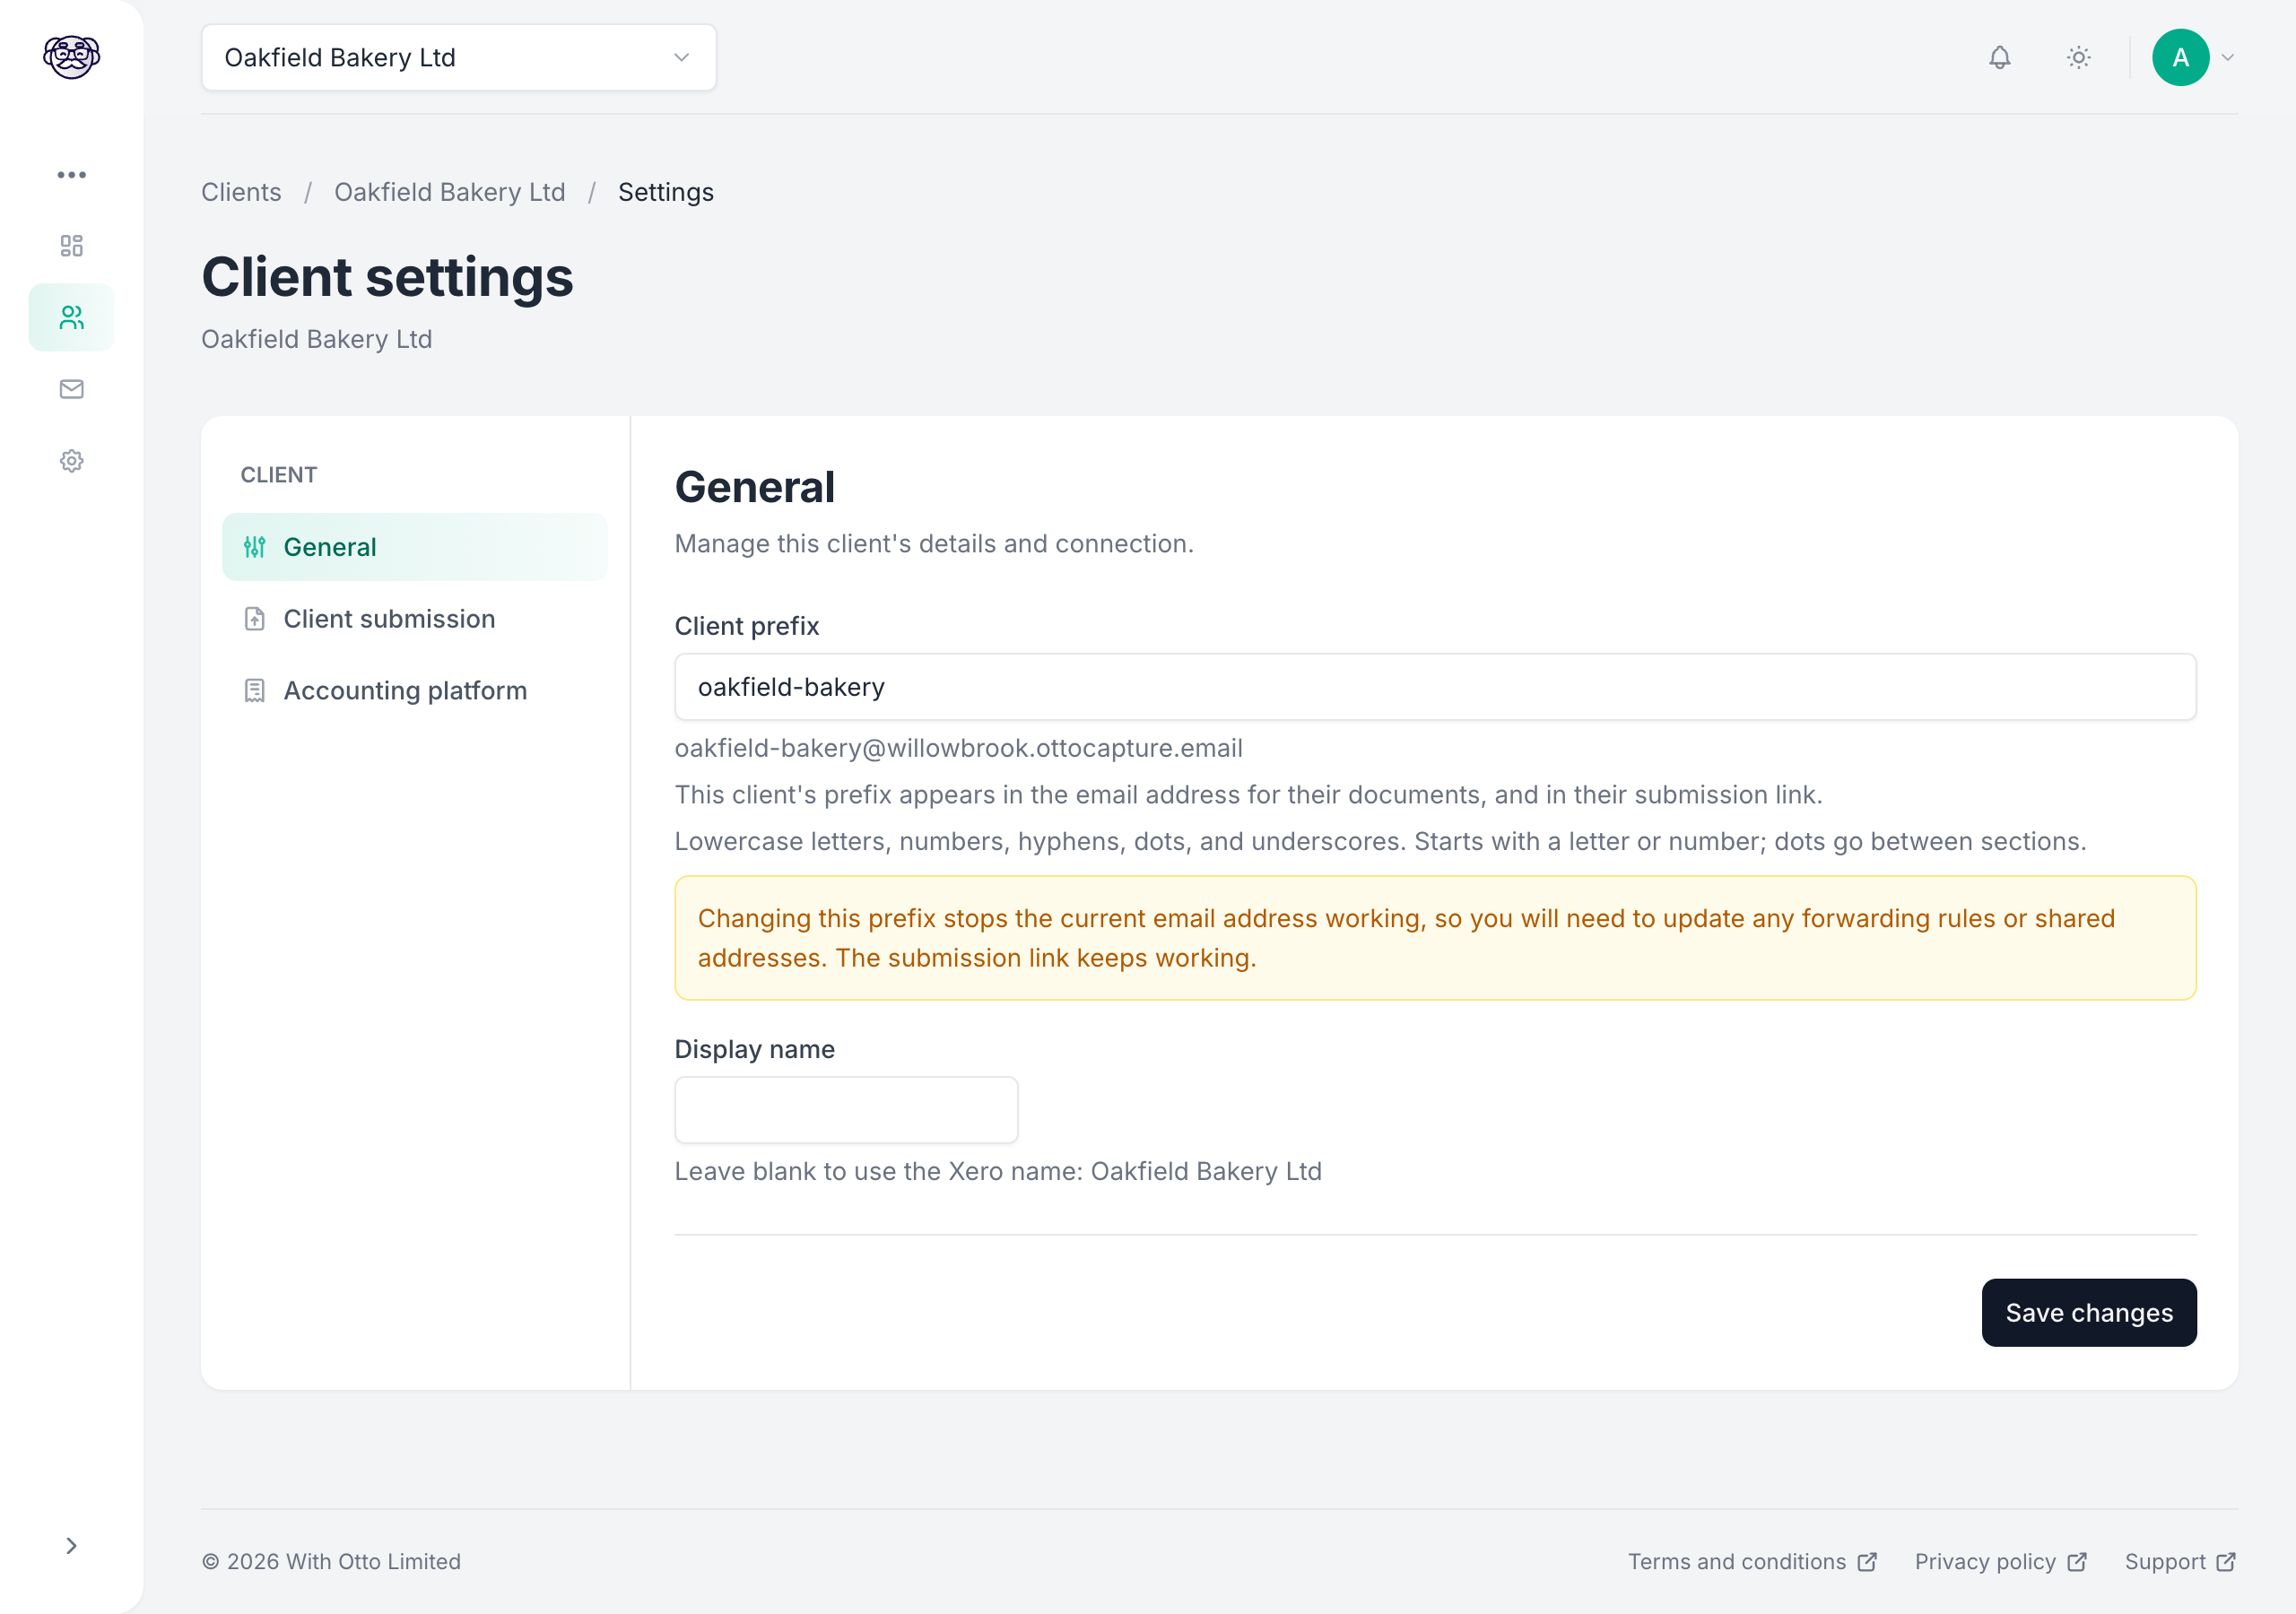 Oakfield Bakery Ltd
A
Clients / Oakfield Bakery Ltd / Settings
Client settings
Oakfield Bakery Ltd
CLIENT
General
Client submission
Accounting platform
General
Manage this client's details and connection.
Client prefix
oakfield-bakery
oakfield-bakery@willowbrook.ottocapture.email
This client's prefix appears in the email address for their documents, and in their submission link.
Lowercase letters, numbers, hyphens, dots, and underscores. Starts with a letter or number; dots go between sections.
Changing this prefix stops the current email address working, so you will need to update any forwarding rules or shared
addresses. The submission link keeps working.
Display name
Leave blank to use the Xero name: Oakfield Bakery Ltd
Save changes
© 2026 With Otto Limited
Terms and conditions
Privacy policy
Support